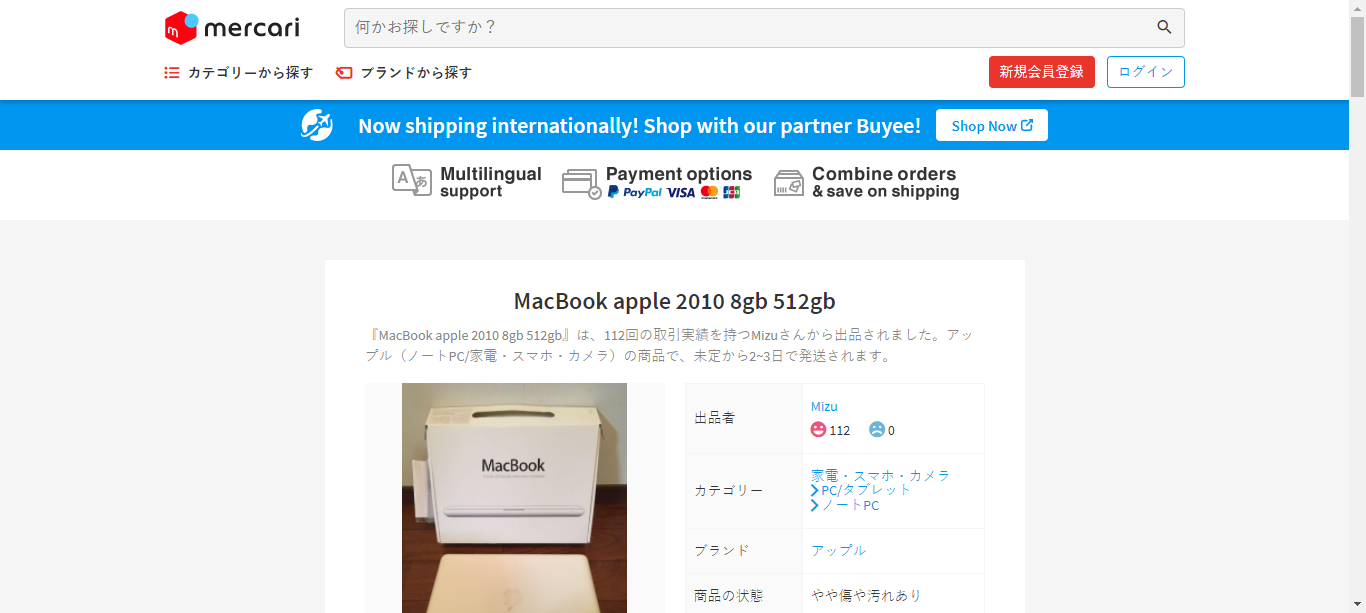 mercari
何かお探しですか？
カテゴリーから探す
ブランドから探す
新規会員登録
ログイン
Now shipping internationally! Shop with our partner Buyee!
Shop Now
Multilingual
support
Payment options
PayPal VISA
Combine orders
& save on shipping
MacBook apple 2010 8gb 512gb
『MacBook apple 2010 8gb 512gb』は、112回の取引実績を持つMizuさんから出品されました。アッ
プル（ノートPC/家電・スマホ・カメラ）の商品で、未定から2~3日で発送されます。
MacBook
出品者
Mizu
112 0
カテゴリー
家電・スマホ・カメラ
PC/タブレット
ノートPC
ブランド
アップル
商品の状態
やや傷や汚れあり